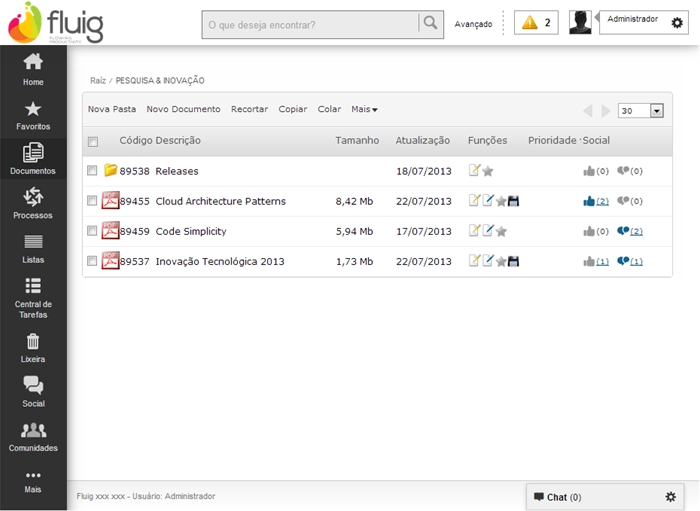 fluig
O que deseja encontrar?
Avançado
2
Administrador
Home
Favoritos
Documentos
Processos
Listas
Central de
Tarefas
Lixeira
Social
Comunidades
Mais
Raíz / PESQUISA & INOVAÇÃO
Nova Pasta Novo Documento Recortar Copiar Colar Mais
30
Código Descrição Tamanho Atualização Funções Prioridade Social
89538 Releases 18/07/2013 (0) (0)
89455 Cloud Architecture Patterns 8,42 Mb 22/07/2013 (2) (0)
89459 Code Simplicity 5,94 Mb 17/07/2013 (0) (2)
89537 Inovação Tecnológica 2013 1,73 Mb 22/07/2013 (1) (1)
Fluig xxx xxx - Usuário: Administrador
Chat (0)